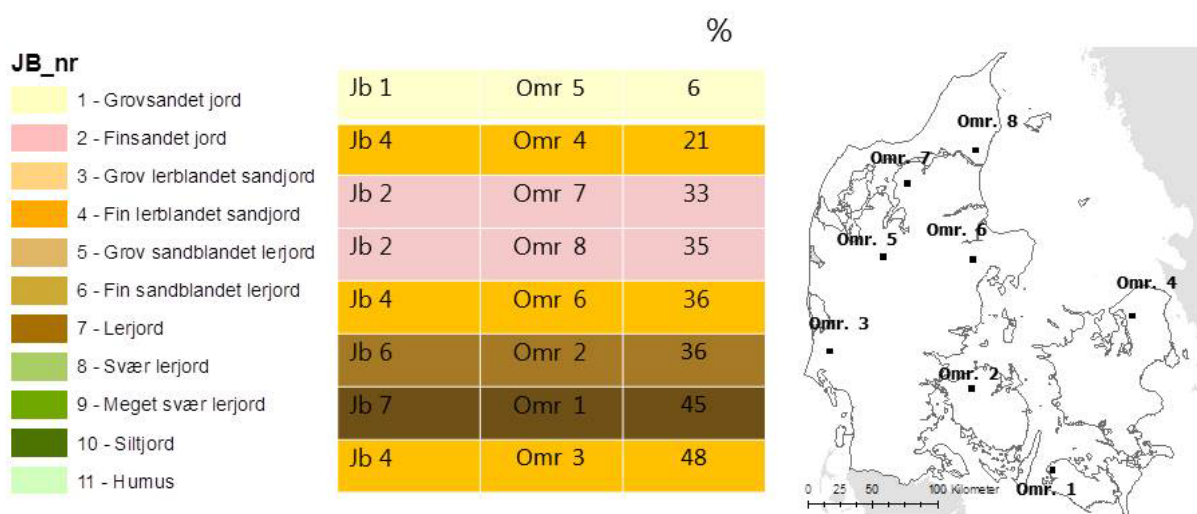 %
JB_nr
1 - Grovsandet jord
2 - Finsandet jord
3 - Grov lerblandet sandjord
4 - Fin lerblandet sandjord
5 - Grov sandblandet lerjord
6 - Fin sandblandet lerjord
7 - Lerjord
8 - Svær lerjord
9 - Meget svær lerjord
10 - Siltjord
11 - Humus
Jb 1 Omr 5 6
Jb 4 Omr 4 21
Jb 2 Omr 7 33
Jb 2 Omr 8 35
Jb 4 Omr 6 36
Jb 6 Omr 2 36
Jb 7 Omr 1 45
Jb 4 Omr 3 48
Omr. 8
Omr. 7
Omr. 6
Omr. 5
Omr. 4
Omr. 3
Omr. 2
Omr. 1
0 25 50 100 Kilometer